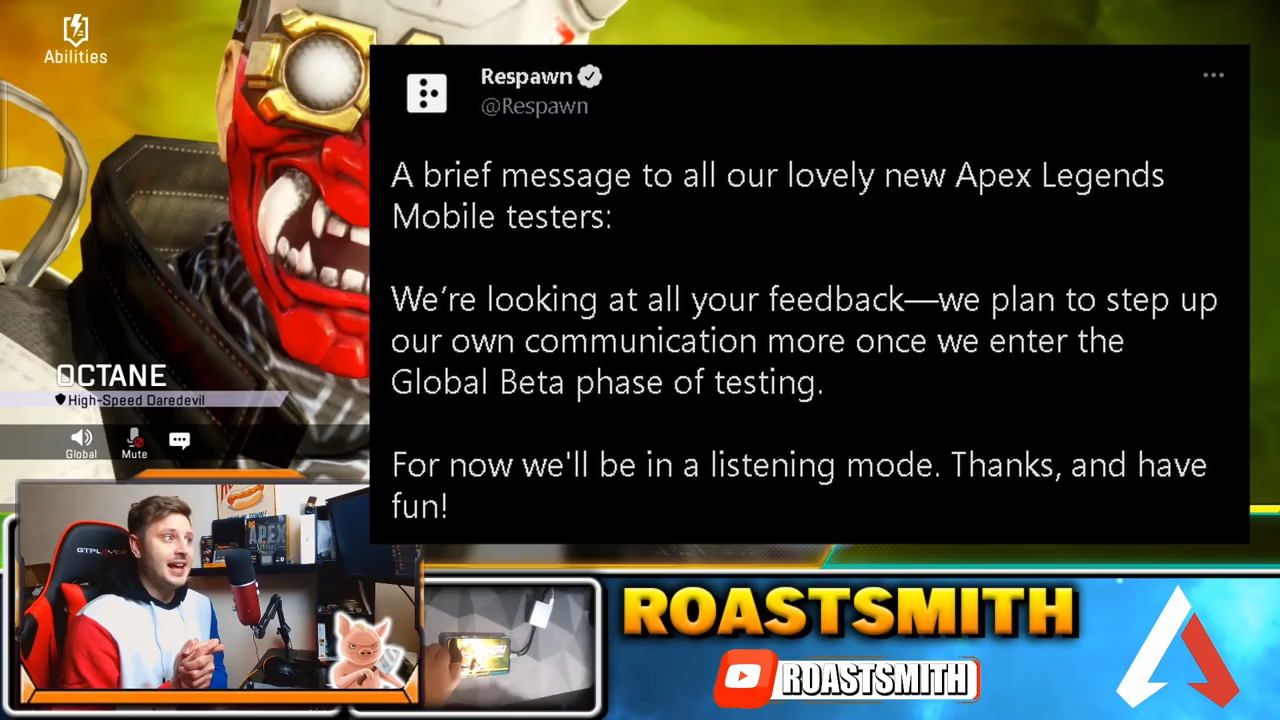 Abilities
Respawn
@Respawn
A brief message to all our lovely new Apex Legends
Mobile testers:
We're looking at all your feedback—we plan to step up
our own communication more once we enter the
Global Beta phase of testing.
For now we'll be in a listening mode. Thanks, and have
fun!
OCTANE
High-Speed Daredevil
Global
Mute
GTPLAYER
APEX
ROASTSMITH
ROASTSMITH